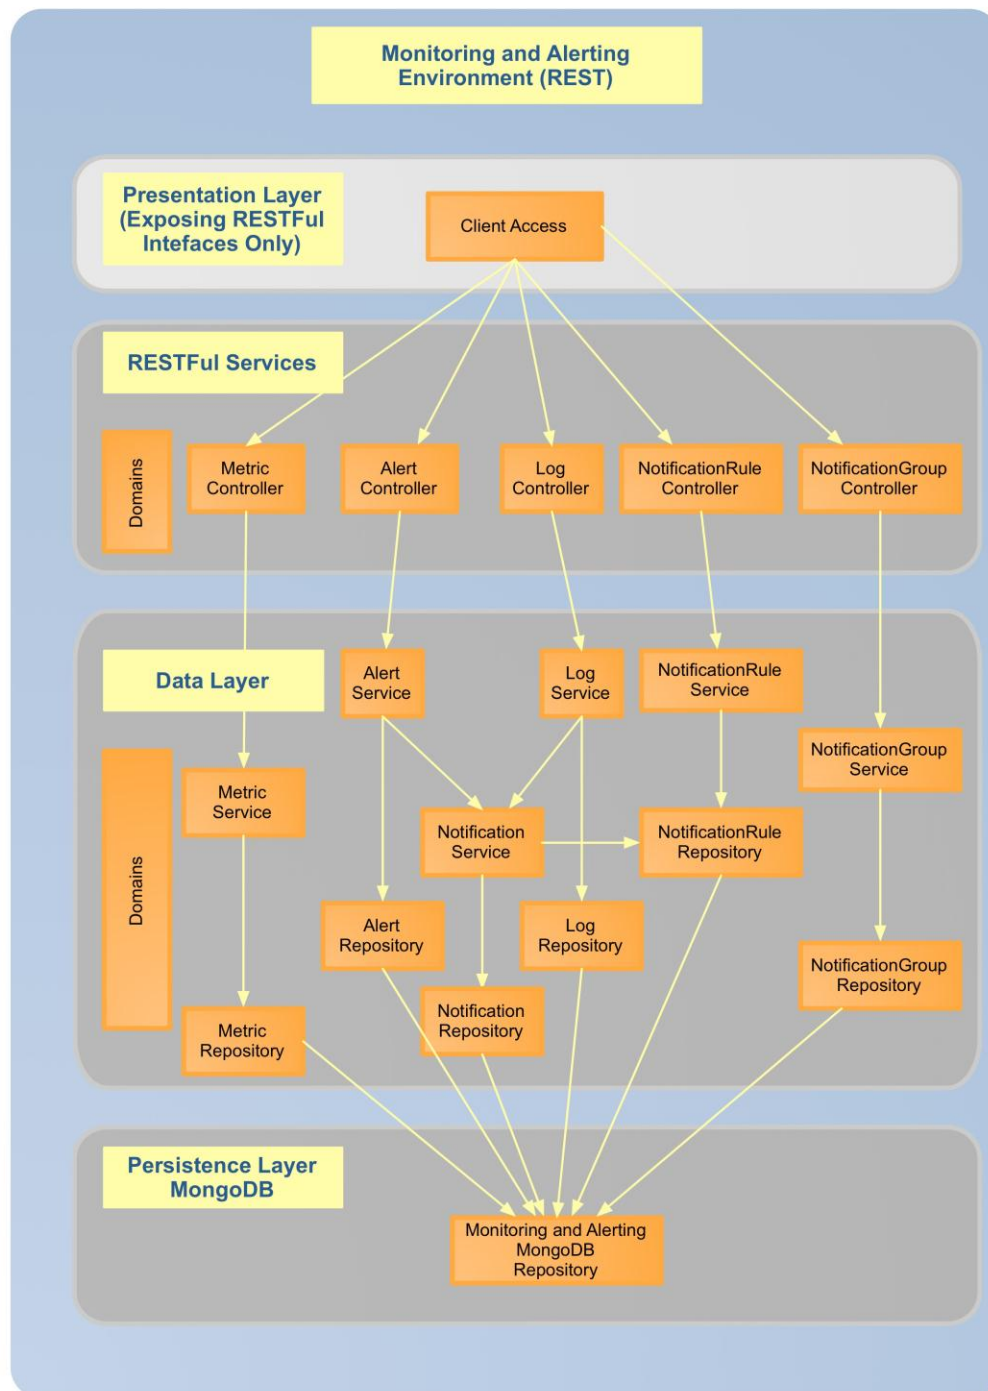 Monitoring and Alerting
Environment (REST)
Presentation Layer
(Exposing RESTFul
Intefaces Only)
Client Access
RESTFul Services
Domains
Metric
Controller
Alert
Controller
Log
Controller
NotificationRule
Controller
NotificationGroup
Controller
Data Layer
Alert
Service
Log
Service
NotificationRule
Service
NotificationGroup
Service
Domains
Metric
Service
Notification
Service
NotificationRule
Repository
Alert
Repository
Log
Repository
NotificationGroup
Repository
Notification
Repository
Metric
Repository
Persistence Layer
MongoDB
Monitoring and Alerting
MongoDB
Repository